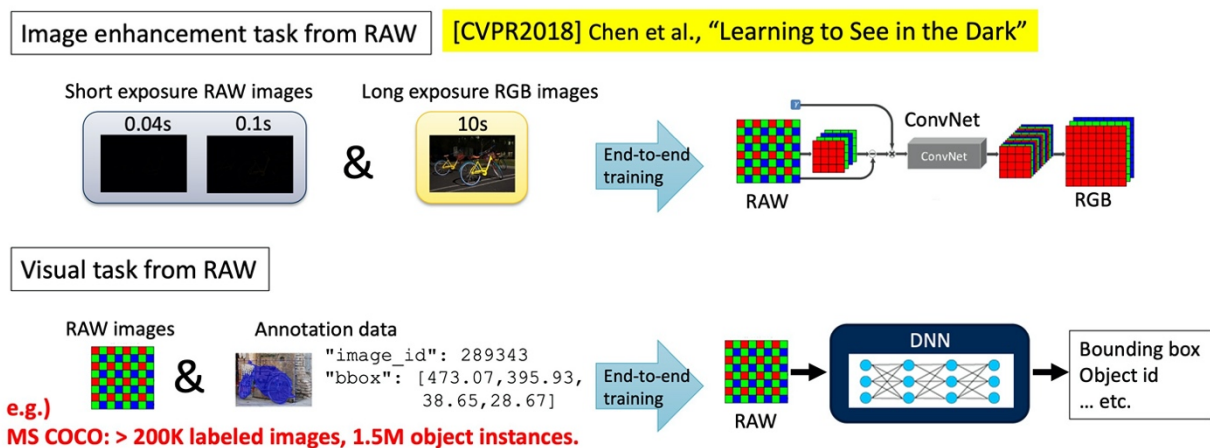 Image enhancement task from RAW
[CVPR2018] Chen et al., “Learning to See in the Dark”
Short exposure RAW images
Long exposure RGB images
0.04s
0.1s
10s
&
End-to-end
training
ConvNet
ConvNet
RAW
RGB
Visual task from RAW
RAW images
Annotation data
&
"image_id": 289343
"bbox": [473.07,395.93,
38.65,28.67]
End-to-end
training
RAW
DNN
Bounding box
Object id
... etc.
e.g.)
MS COCO: > 200K labeled images, 1.5M object instances.